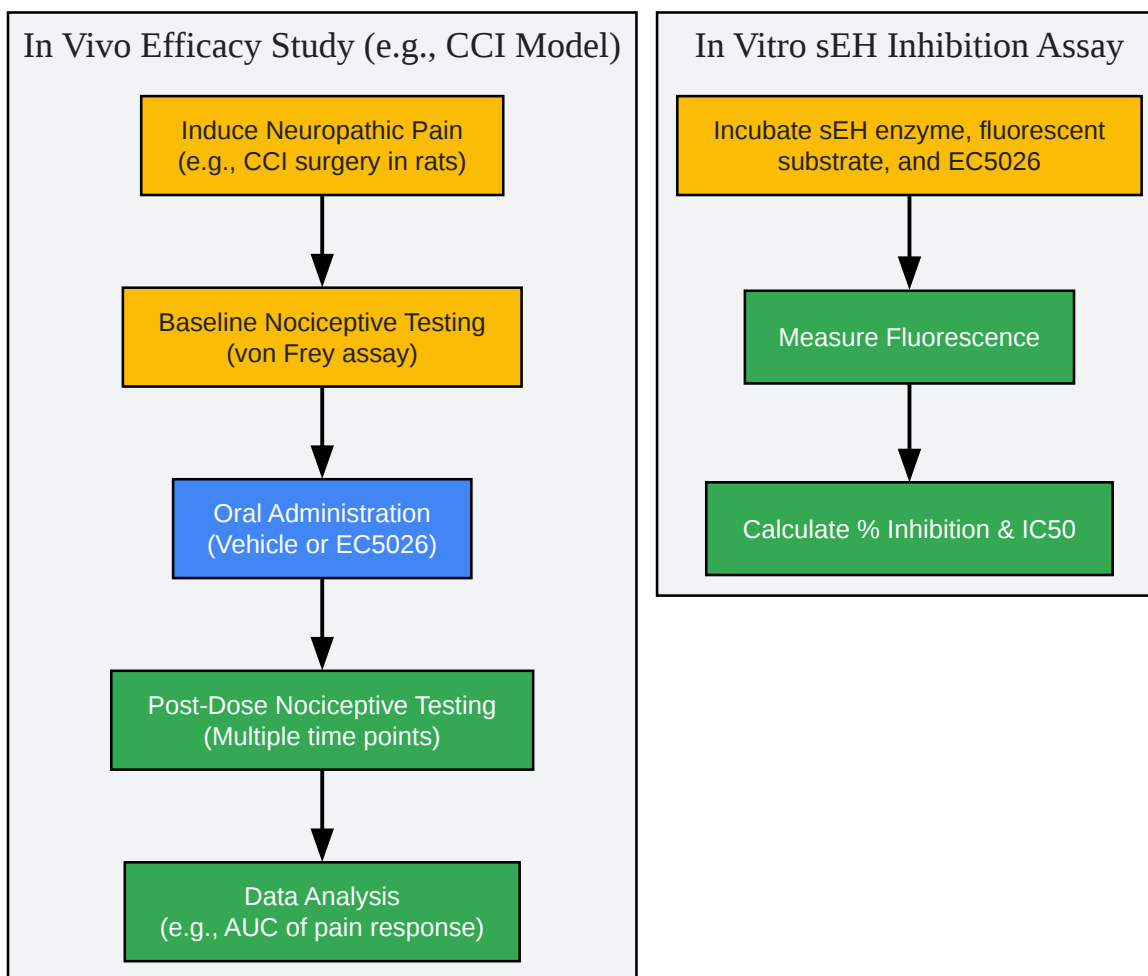 In Vivo Efficacy Study (e.g., CCI Model)
Induce Neuropathic Pain
(e.g., CCI surgery in rats)
Baseline Nociceptive Testing
(von Frey assay)
Oral Administration
(Vehicle or EC5026)
Post-Dose Nociceptive Testing
(Multiple time points)
Data Analysis
(e.g., AUC of pain response)
In Vitro sEH Inhibition Assay
Incubate sEH enzyme, fluorescent
substrate, and EC5026
Measure Fluorescence
Calculate % Inhibition & IC50